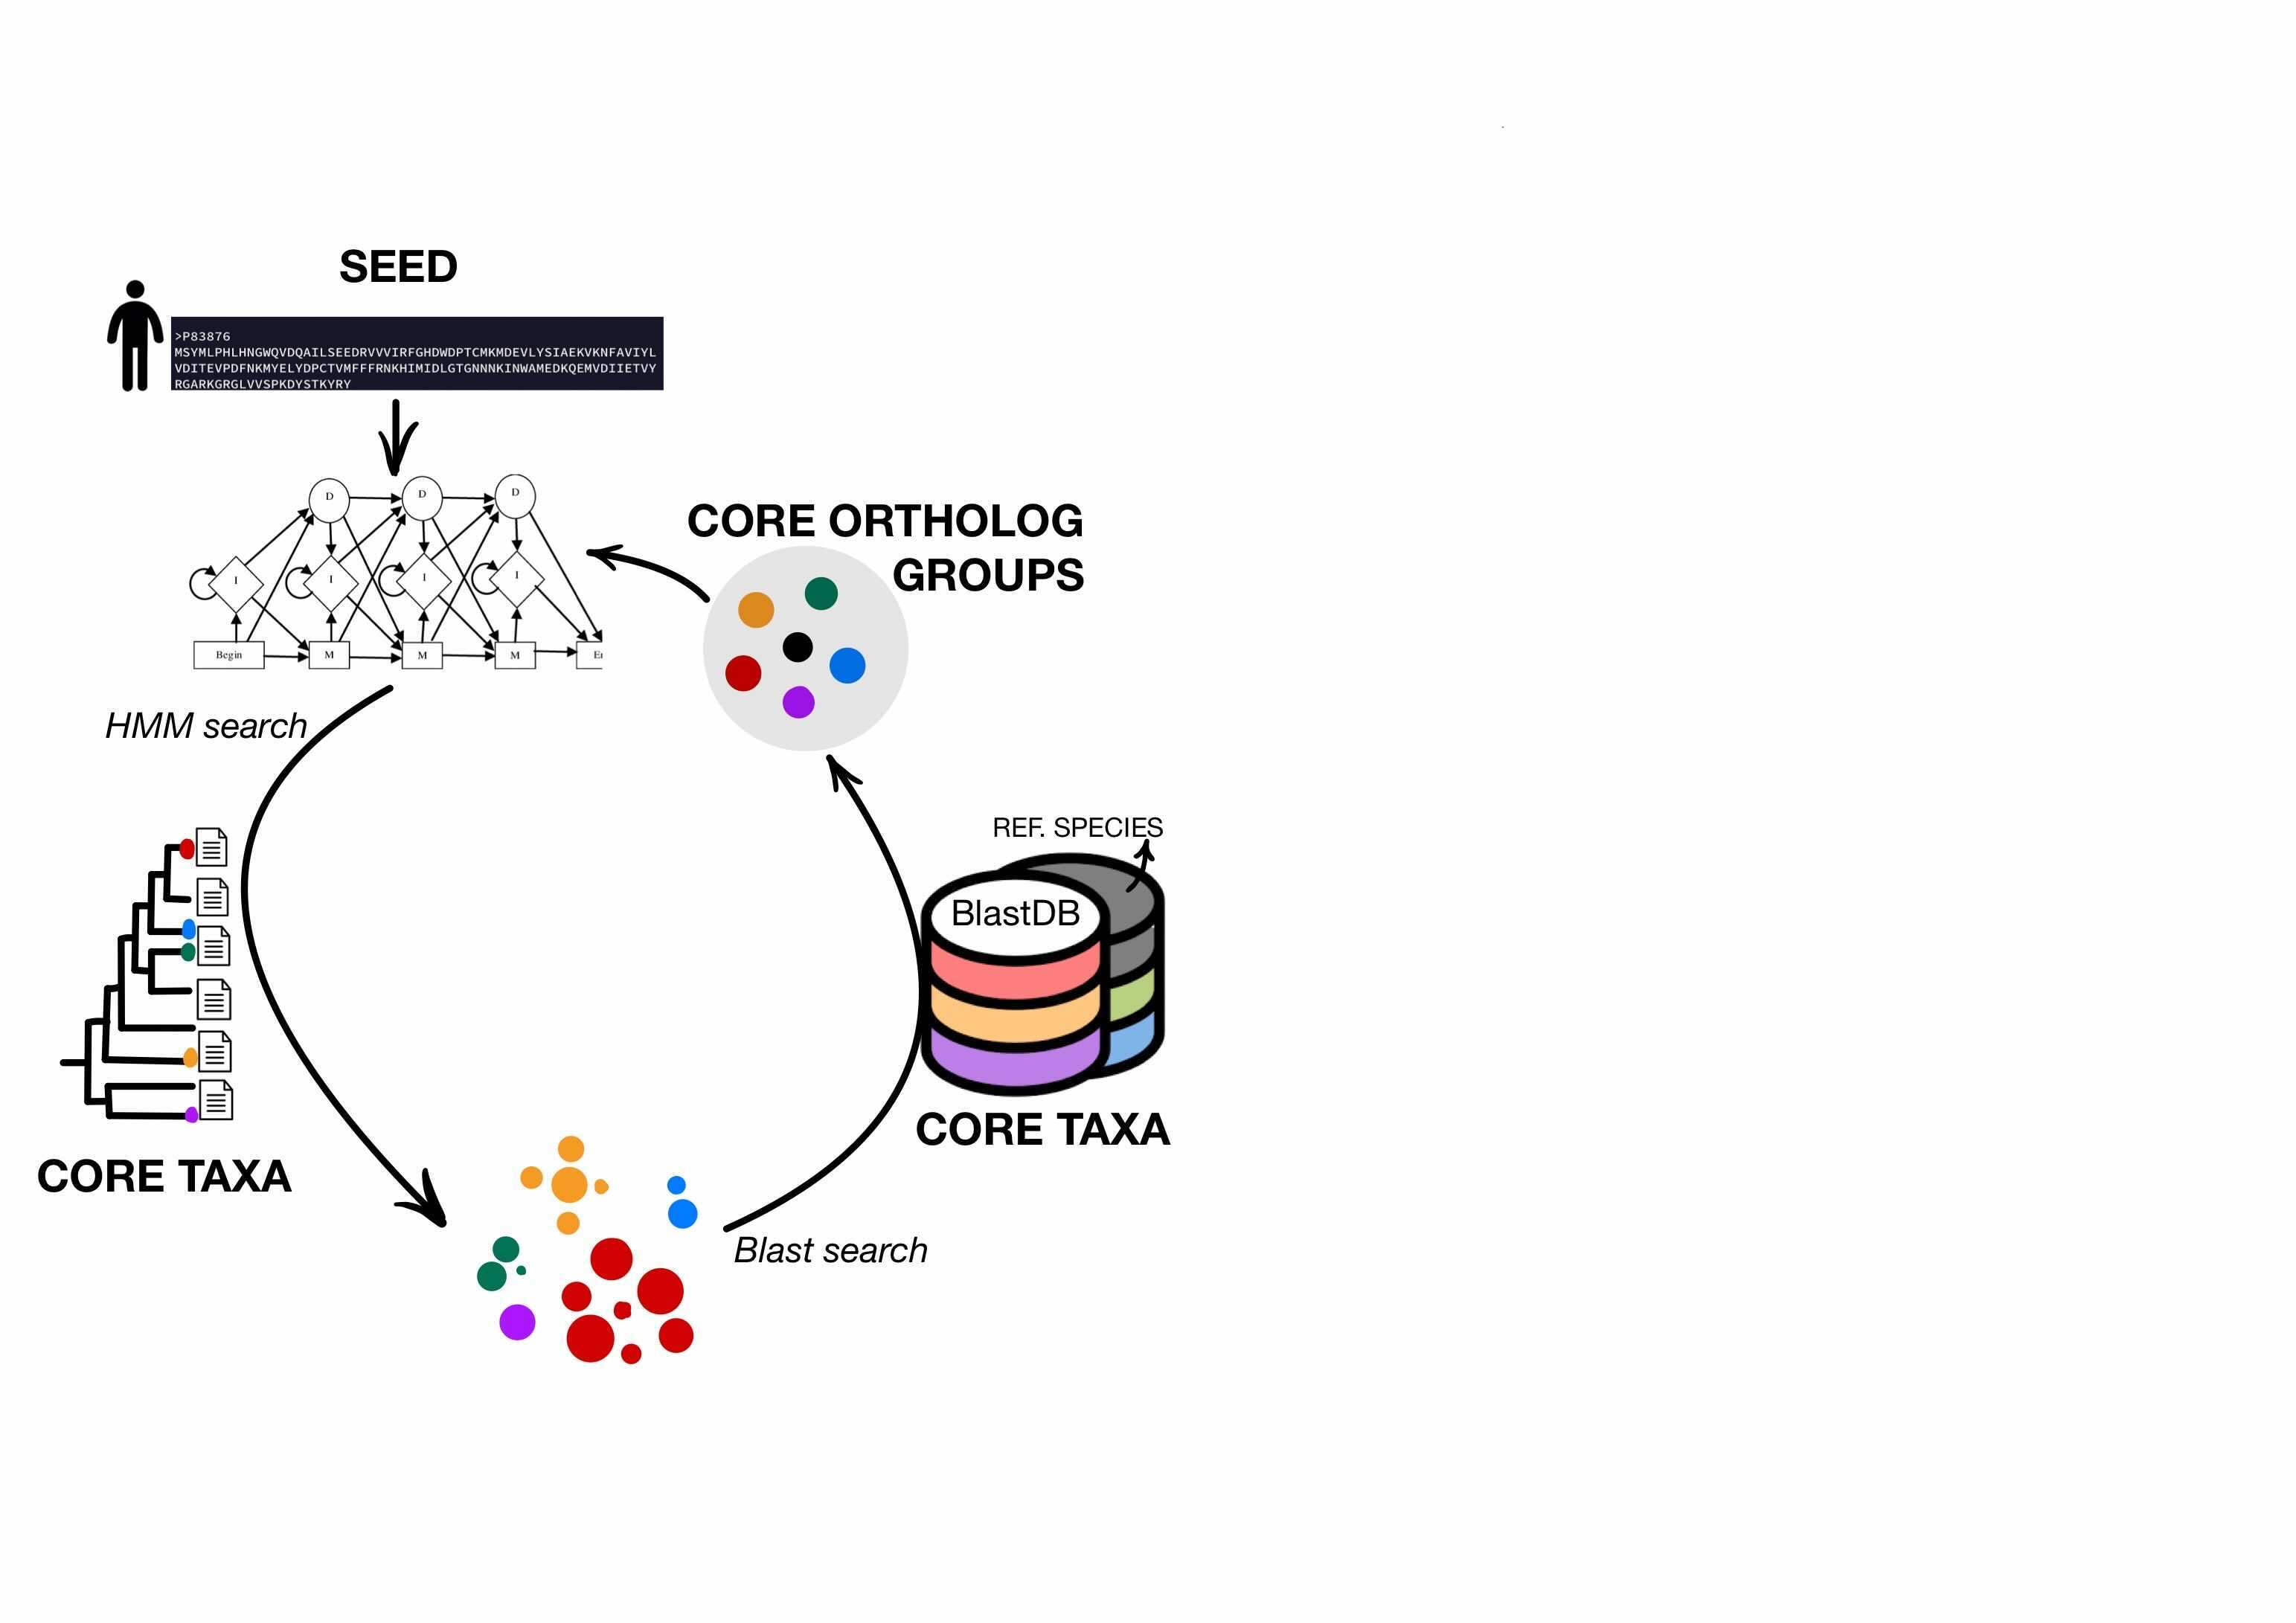 SEED
>P83876
MSYMLPHLHNGWQVDQAILSEEDRVVVIRFGHDWDPTCMKMDEVLYSIAEKVKNFAVIYL
VDITEVPDFNKMYELYDPCTVMFFFRNKHIMIDLGTGNNNKINWAMEDKQEMVDIIETVY
RGARKGRGLVVSPKDYSTKYRY
D
D
D
I
I
I
I
Begin
M
M
M
En
CORE ORTHOLOG
GROUPS
HMM search
REF. SPECIES
BlastDB
CORE TAXA
CORE TAXA
Blast search